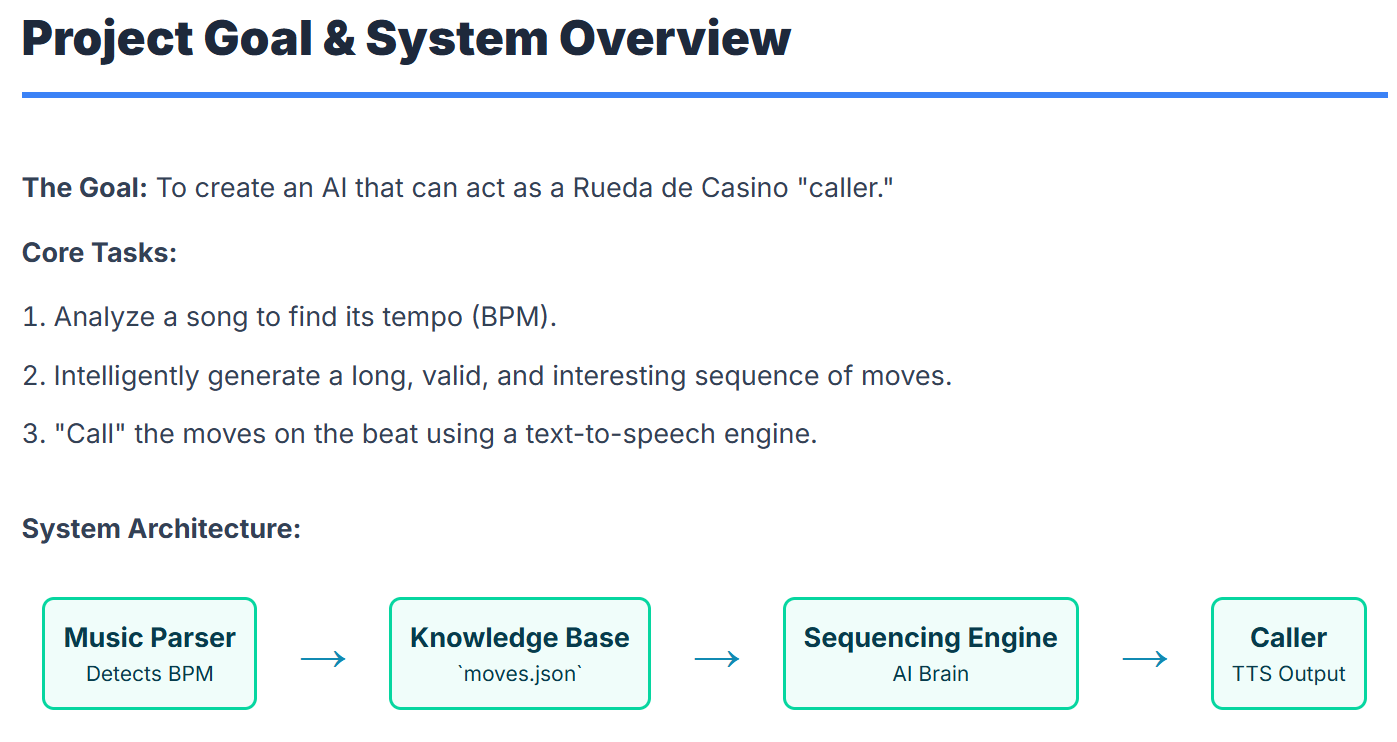 Project Goal & System Overview
The Goal: To create an AI that can act as a Rueda de Casino "caller."
Core Tasks:
1. Analyze a song to find its tempo (BPM).
2. Intelligently generate a long, valid, and interesting sequence of moves.
3. "Call" the moves on the beat using a text-to-speech engine.
System Architecture:
Music Parser
Detects BPM
→
Knowledge Base
`moves.json`
→
Sequencing Engine
AI Brain
→
Caller
TTS Output